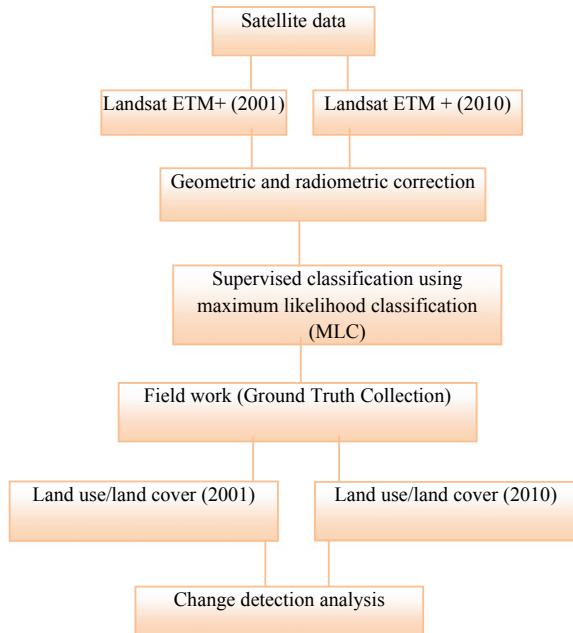 Satellite data
Landsat ETM+ (2001)
Landsat ETM + (2010)
Geometric and radiometric correction
Supervised classification using
maximum likelihood classification
(MLC)
Field work (Ground Truth Collection)
Land use/land cover (2001)
Land use/land cover (2010)
Change detection analysis